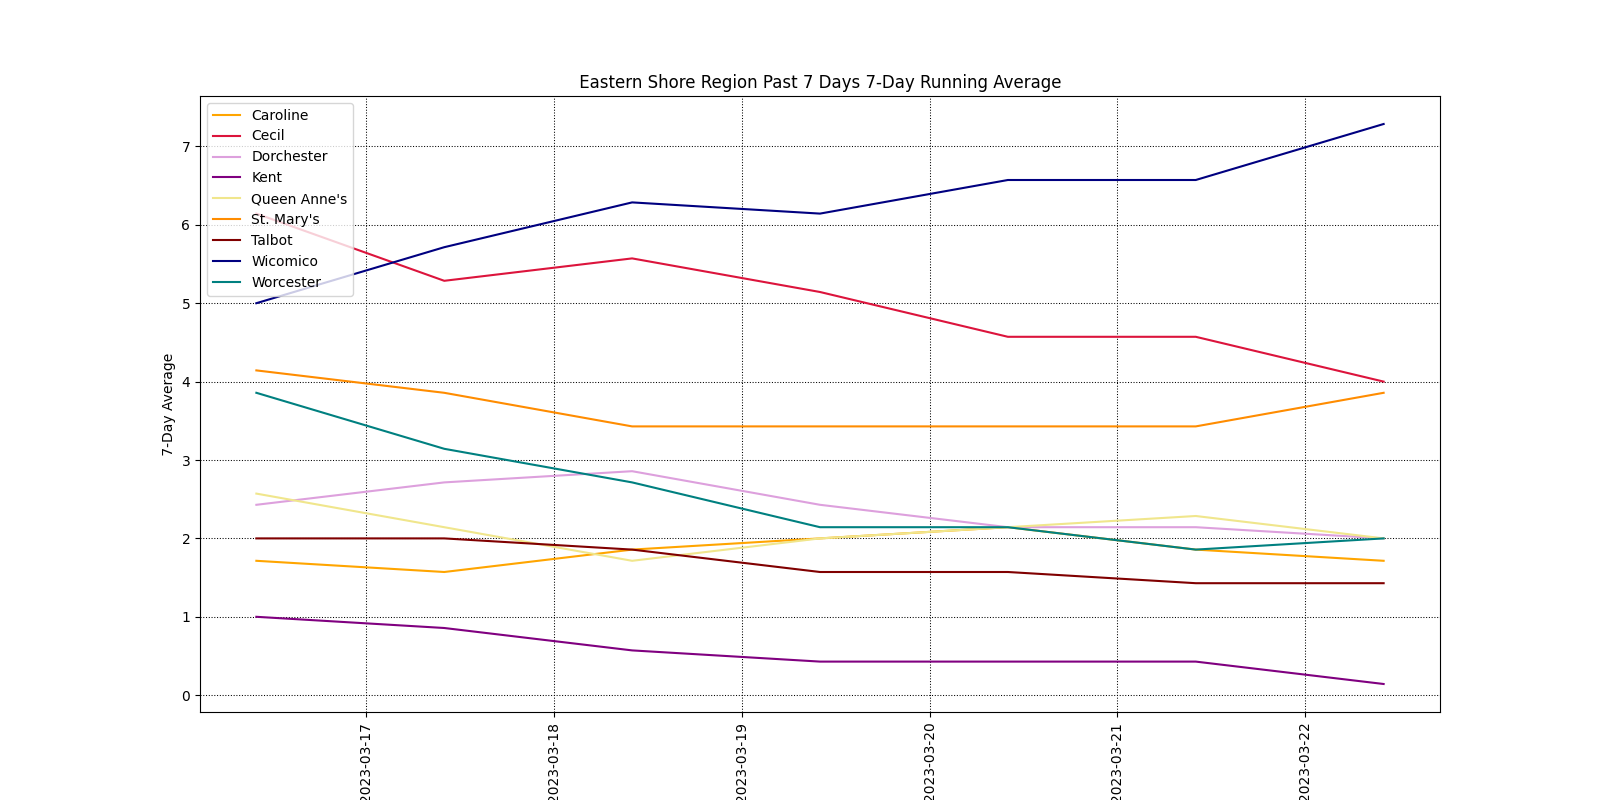 Eastern Shore Region Past 7 Days 7-Day Running Average
Caroline
Cecil
Dorchester
Kent
Queen Anne's
St. Mary's
Talbot
Wicomico
Worcester
7-Day Average
7
6
5
4
3
2
1
0
2023-03-17
2023-03-18
2023-03-19
2023-03-20
2023-03-21
2023-03-22